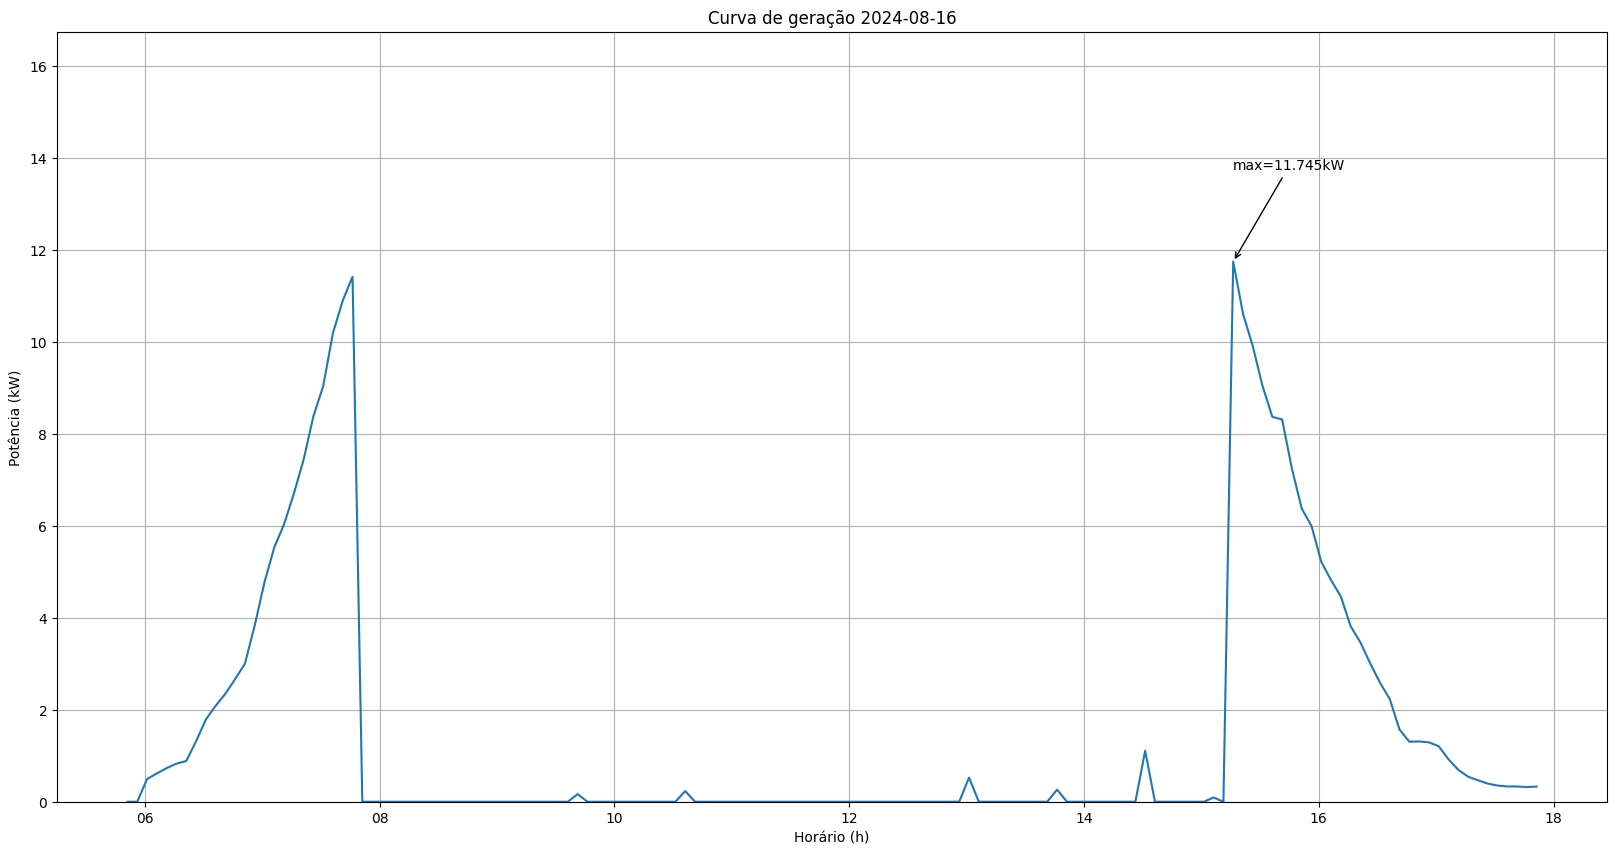 Curva de geração 2024-08-16
16
14
12
10
8
6
4
2
0
Potência (kW)
max=11.745kW
06 08 10 12 14 16 18
Horário (h)